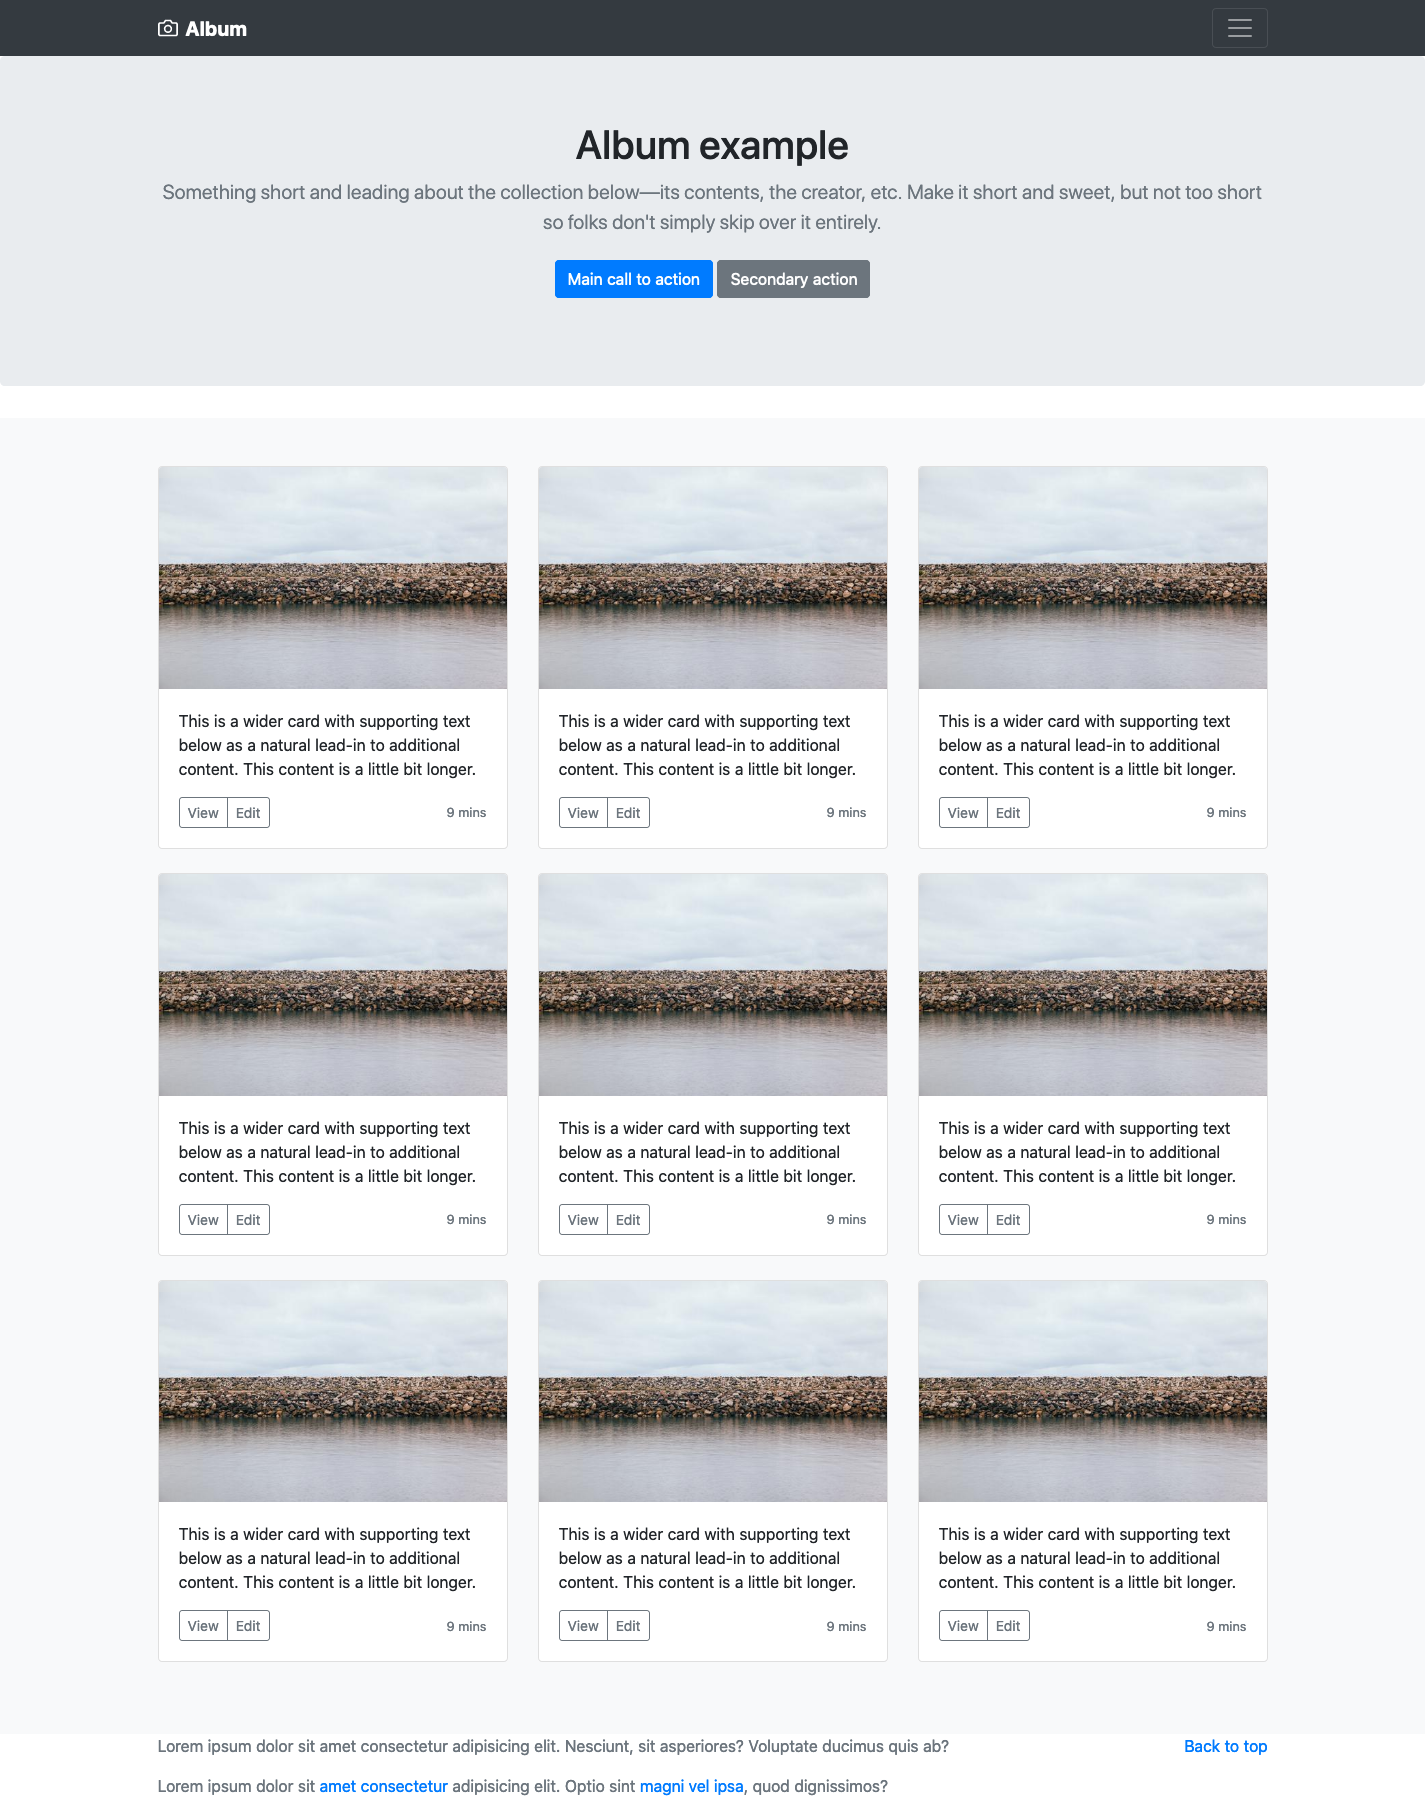 Album
Album example
Something short and leading about the collection below—its contents, the creator, etc. Make it short and sweet, but not too short
so folks don't simply skip over it entirely.
Main call to action Secondary action
This is a wider card with supporting text
below as a natural lead-in to additional
content. This content is a little bit longer.
View Edit 9 mins
This is a wider card with supporting text
below as a natural lead-in to additional
content. This content is a little bit longer.
View Edit 9 mins
This is a wider card with supporting text
below as a natural lead-in to additional
content. This content is a little bit longer.
View Edit 9 mins
This is a wider card with supporting text
below as a natural lead-in to additional
content. This content is a little bit longer.
View Edit 9 mins
This is a wider card with supporting text
below as a natural lead-in to additional
content. This content is a little bit longer.
View Edit 9 mins
This is a wider card with supporting text
below as a natural lead-in to additional
content. This content is a little bit longer.
View Edit 9 mins
This is a wider card with supporting text
below as a natural lead-in to additional
content. This content is a little bit longer.
View Edit 9 mins
This is a wider card with supporting text
below as a natural lead-in to additional
content. This content is a little bit longer.
View Edit 9 mins
This is a wider card with supporting text
below as a natural lead-in to additional
content. This content is a little bit longer.
View Edit 9 mins
Lorem ipsum dolor sit amet consectetur adipisicing elit. Nesciunt, sit asperiores? Voluptate ducimus quis ab? Back to top
Lorem ipsum dolor sit amet consectetur adipisicing elit. Optio sint magni vel ipsa, quod dignissimos?